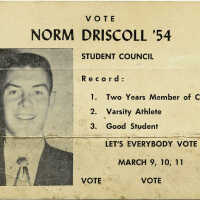 VOTE
NORM DRISCOLL '54
STUDENT COUNCIL
Record:
1. Two Years Member of C
2. Varsity Athlete
3. Good Student
LET'S EVERYBODY VOTE
MARCH 9, 10, 11
VOTE VOTE